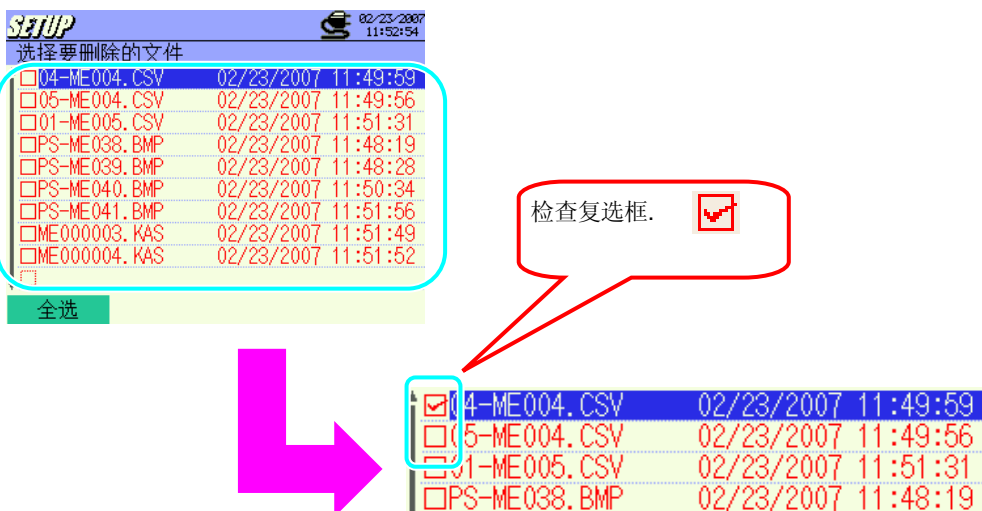 SETUP
02/23/2007
11:52:54
选择要删除的文件
04-ME004.CSV 02/23/2007 11:49:59
05-ME004.CSV 02/23/2007 11:49:56
01-ME005.CSV 02/23/2007 11:51:31
PS-ME038.BMP 02/23/2007 11:48:19
PS-ME039.BMP 02/23/2007 11:48:28
PS-ME040.BMP 02/23/2007 11:50:34
PS-ME041.BMP 02/23/2007 11:51:56
ME000003.KAS 02/23/2007 11:51:49
ME000004.KAS 02/23/2007 11:51:52
全选
检查复选框.
04-ME004.CSV 02/23/2007 11:49:59
05-ME004.CSV 02/23/2007 11:49:56
01-ME005.CSV 02/23/2007 11:51:31
PS-ME038.BMP 02/23/2007 11:48:19